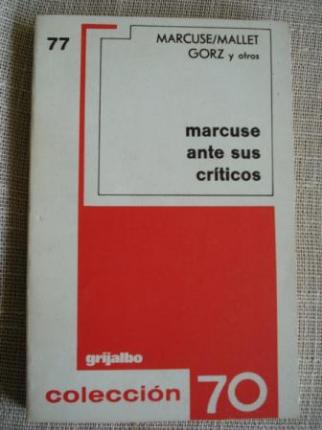 77
MARCUSE/MALLET
GORZ y otros
marcuse
ante sus
críticos
grijalbo
colección 70